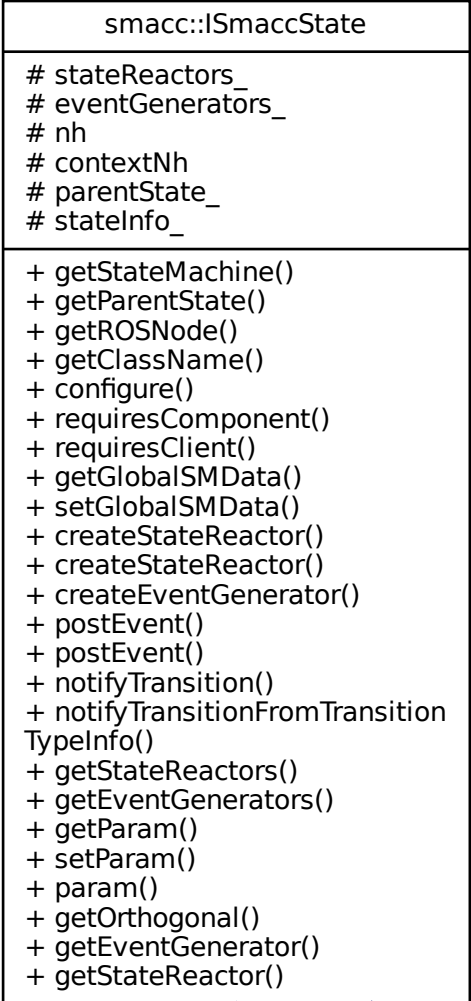 smacc::ISmaccState
# stateReactors_
# eventGenerators_
# nh
# contextNh
# parentState_
# stateInfo_
+ getStateMachine()
+ getParentState()
+ getROSNode()
+ getClassName()
+ configure()
+ requiresComponent()
+ requiresClient()
+ getGlobalSMData()
+ setGlobalSMData()
+ createStateReactor()
+ createStateReactor()
+ createEventGenerator()
+ postEvent()
+ postEvent()
+ notifyTransition()
+ notifyTransitionFromTransition
TypeInfo()
+ getStateReactors()
+ getEventGenerators()
+ getParam()
+ setParam()
+ param()
+ getOrthogonal()
+ getEventGenerator()
+ getStateReactor()